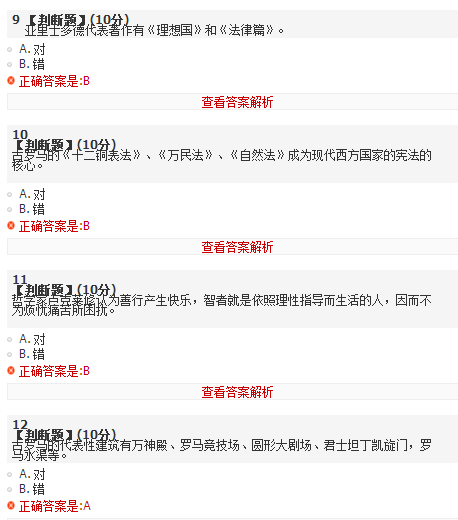 9 【判断题】(10分)
亚里士多德代表著作有《理想国》和《法律篇》。
A. 对
B. 错
正确答案是:B
查看答案解析
10
【判断题】(10分)
古罗马的《十二铜表法》、《万民法》、《自然法》成为现代西方国家的宪法的
核心。
A. 对
B. 错
正确答案是:B
查看答案解析
11
【判断题】(10分)
哲学家卢克莱修认为善行产生快乐，智者就是依照理性指导而生活的人，因而不
为烦忧痛苦所困扰。
A. 对
B. 错
正确答案是:B
查看答案解析
12
【判断题】(10分)
古罗马的代表性建筑有万神殿、罗马竞技场、圆形大剧场、君士坦丁凯旋门，罗
马水渠等。
A. 对
B. 错
正确答案是:A